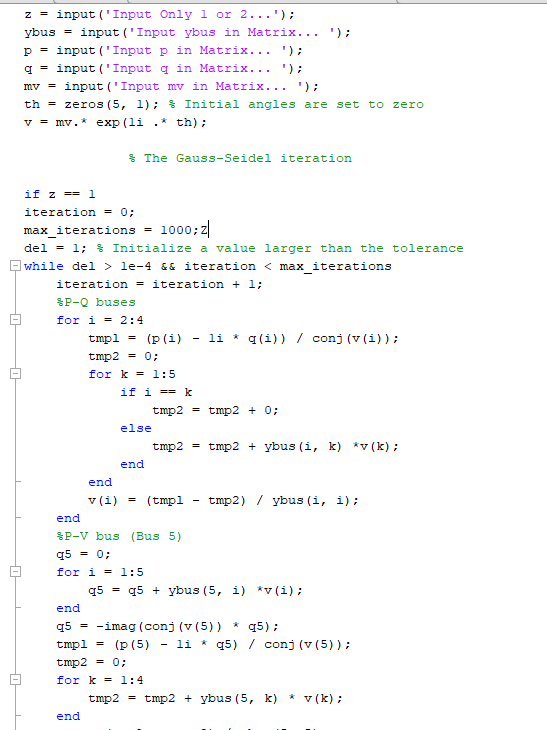 z = input('Input Only 1 or 2...');
ybus = input('Input ybus in Matrix... ');
p = input('Input p in Matrix... ');
q = input('Input q in Matrix... ');
mv = input('Input mv in Matrix... ');
th = zeros(5, 1); % Initial angles are set to zero
v = mv.* exp(1i .* th);
% The Gauss-Seidel iteration
if z == 1
iteration = 0;
max_iterations = 1000;Z
del = 1; % Initialize a value larger than the tolerance
while del > 1e-4 && iteration < max_iterations
iteration = iteration + 1;
%P-Q buses
for i = 2:4
tmp1 = (p(i) - 1i * q(i)) / conj(v(i));
tmp2 = 0;
for k = 1:5
if i == k
tmp2 = tmp2 + 0;
else
tmp2 = tmp2 + ybus(i, k) *v(k);
end
end
v(i) = (tmp1 - tmp2) / ybus(i, i);
end
%P-V bus (Bus 5)
q5 = 0;
for i = 1:5
q5 = q5 + ybus(5, i) *v(i);
end
q5 = -imag(conj(v(5)) * q5);
tmp1 = (p(5) - 1i * q5) / conj(v(5));
tmp2 = 0;
for k = 1:4
tmp2 = tmp2 + ybus(5, k) * v(k);
end